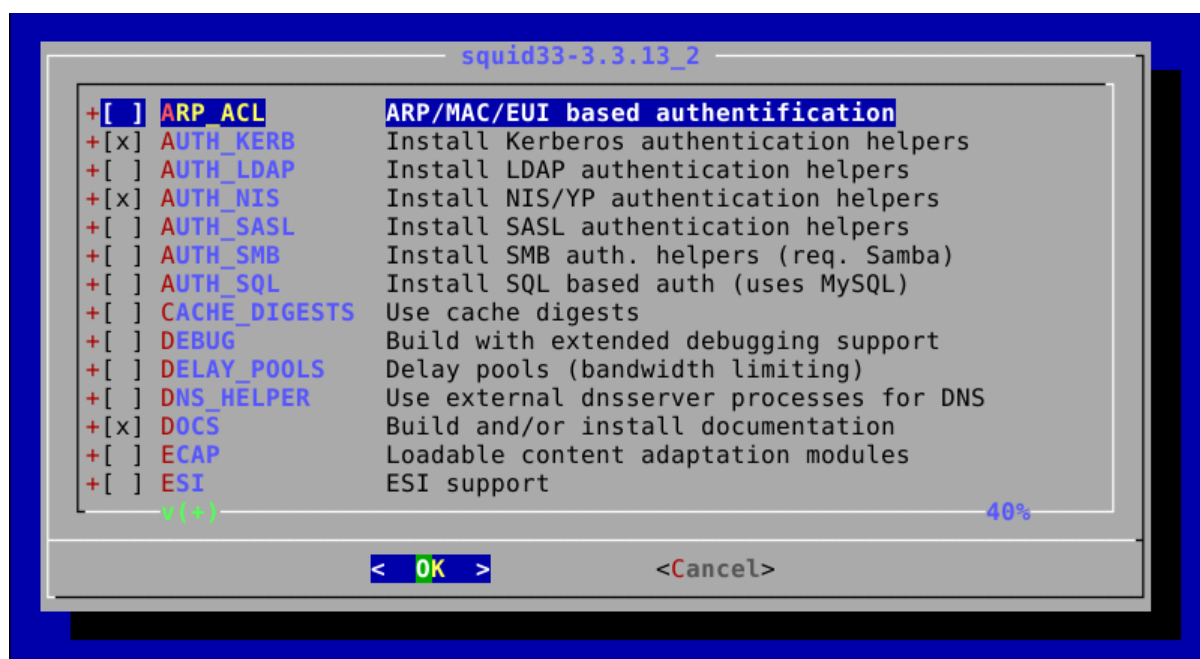 squid33-3.3.13_2
+[ ] ARP_ACL ARP/MAC/EUI based authentification
+[x] AUTH_KERB Install Kerberos authentication helpers
+[ ] AUTH_LDAP Install LDAP authentication helpers
+[x] AUTH_NIS Install NIS/YP authentication helpers
+[ ] AUTH_SASL Install SASL authentication helpers
+[ ] AUTH_SMB Install SMB auth. helpers (req. Samba)
+[ ] AUTH_SQL Install SQL based auth (uses MySQL)
+[ ] CACHE_DIGESTS Use cache digests
+[ ] DEBUG Build with extended debugging support
+[ ] DELAY_POOLS Delay pools (bandwidth limiting)
+[ ] DNS_HELPER Use external dnsserver processes for DNS
+[x] DOCS Build and/or install documentation
+[ ] ECAP Loadable content adaptation modules
+[ ] ESI ESI support
v(+) 40%
< OK > <Cancel>